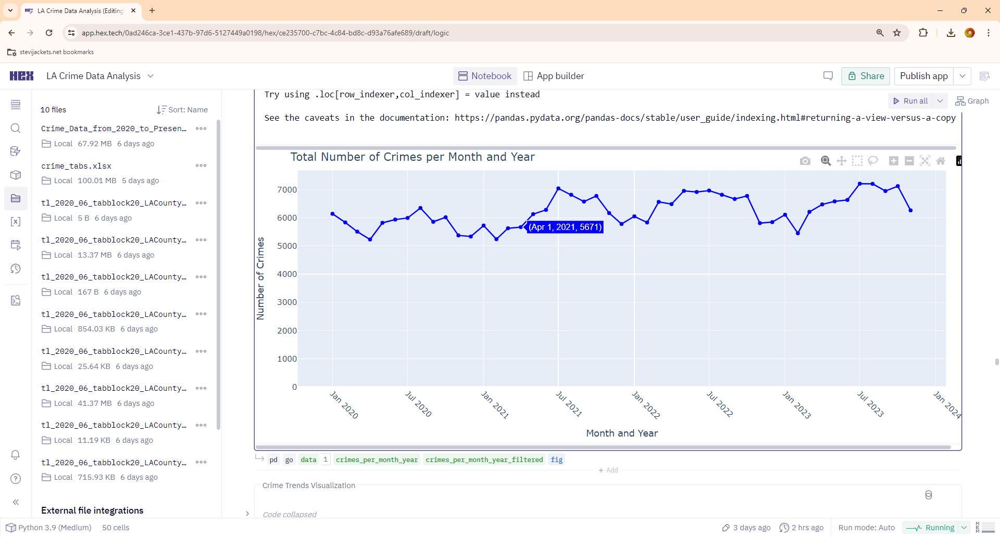 LA Crime Data Analysis (Editing
app.hex.tech/0ad246ca-3ce1-437b-97d6-5127449a0198/hex/ce235700-c7bc-4c84-bd8c-d93a76afe689/draft/logic
stevijackets.net bookmarks
HEX
LA Crime Data Analysis
Notebook
App builder
Share
Publish app
10 files
Sort: Name
Crime_Data_from_2020_to_Presen…
Local 67.92 MB 6 days ago
crime_tabs.xlsx
Local 100.01 MB 5 days ago
tl_2020_06_tabblock20_LACounty…
Local 5 B 6 days ago
tl_2020_06_tabblock20_LACounty…
Local 13.37 MB 6 days ago
tl_2020_06_tabblock20_LACounty…
Local 167 B 6 days ago
tl_2020_06_tabblock20_LACounty…
Local 854.03 KB 6 days ago
tl_2020_06_tabblock20_LACounty…
Local 25.64 KB 6 days ago
tl_2020_06_tabblock20_LACounty…
Local 41.37 MB 6 days ago
tl_2020_06_tabblock20_LACounty…
Local 11.19 KB 6 days ago
tl_2020_06_tabblock20_LACounty…
Local 715.93 KB 6 days ago
External file integrations
Try using .loc[row_indexer,col_indexer] = value instead
Run all
Graph
See the caveats in the documentation: https://pandas.pydata.org/pandas-docs/stable/user_guide/indexing.html#returning-a-view-versus-a-copy
Total Number of Crimes per Month and Year
7000
6000
5000
4000
3000
2000
1000
0
Number of Crimes
(Apr 1, 2021, 5671)
Jan 2020
Jul 2020
Jan 2021
Jul 2021
Jan 2022
Jul 2022
Jan 2023
Jul 2023
Jan 2024
Month and Year
pd go data 1 crimes_per_month_year crimes_per_month_year_filtered fig
+ Add
Crime Trends Visualization
Code collapsed
Python 3.9 (Medium)
50 cells
3 days ago
2 hrs ago
Run mode: Auto
Running
MEM